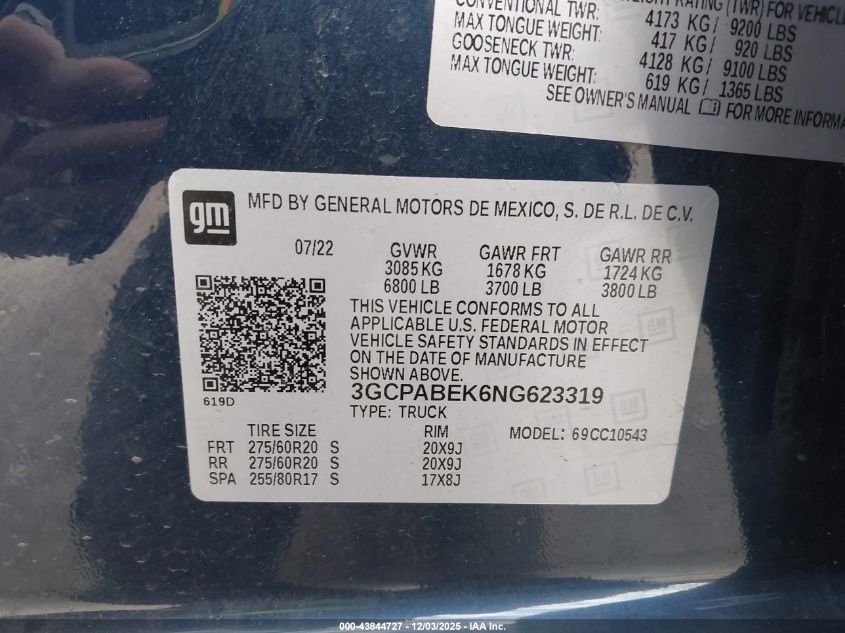 CONVENTIONAL TWR: 4173 KG/ 9200 LBS
MAX TONGUE WEIGHT: 417 KG/ 920 LBS
GOOSENECK TWR: 4128 KG/ 9100 LBS
MAX TONGUE WEIGHT: 619 KG/ 1365 LBS
SEE OWNER'S MANUAL FOR MORE INFORMA
gm
MFD BY GENERAL MOTORS DE MEXICO, S. DE R.L. DE C.V.
07/22 GVWR GAWR FRT GAWR RR
3085 KG 1678 KG 1724 KG
6800 LB 3700 LB 3800 LB
THIS VEHICLE CONFORMS TO ALL
APPLICABLE U.S. FEDERAL MOTOR
VEHICLE SAFETY STANDARDS IN EFFECT
ON THE DATE OF MANUFACTURE
SHOWN ABOVE.
619D
3GCPABEK6NG623319
TYPE: TRUCK
TIRE SIZE RIM MODEL: 69CC10543
FRT 275/60R20 S 20X9J
RR 275/60R20 S 20X9J
SPA 255/80R17 S 17X8J
000-43844727 - 12/03/2025 - IAA Inc.